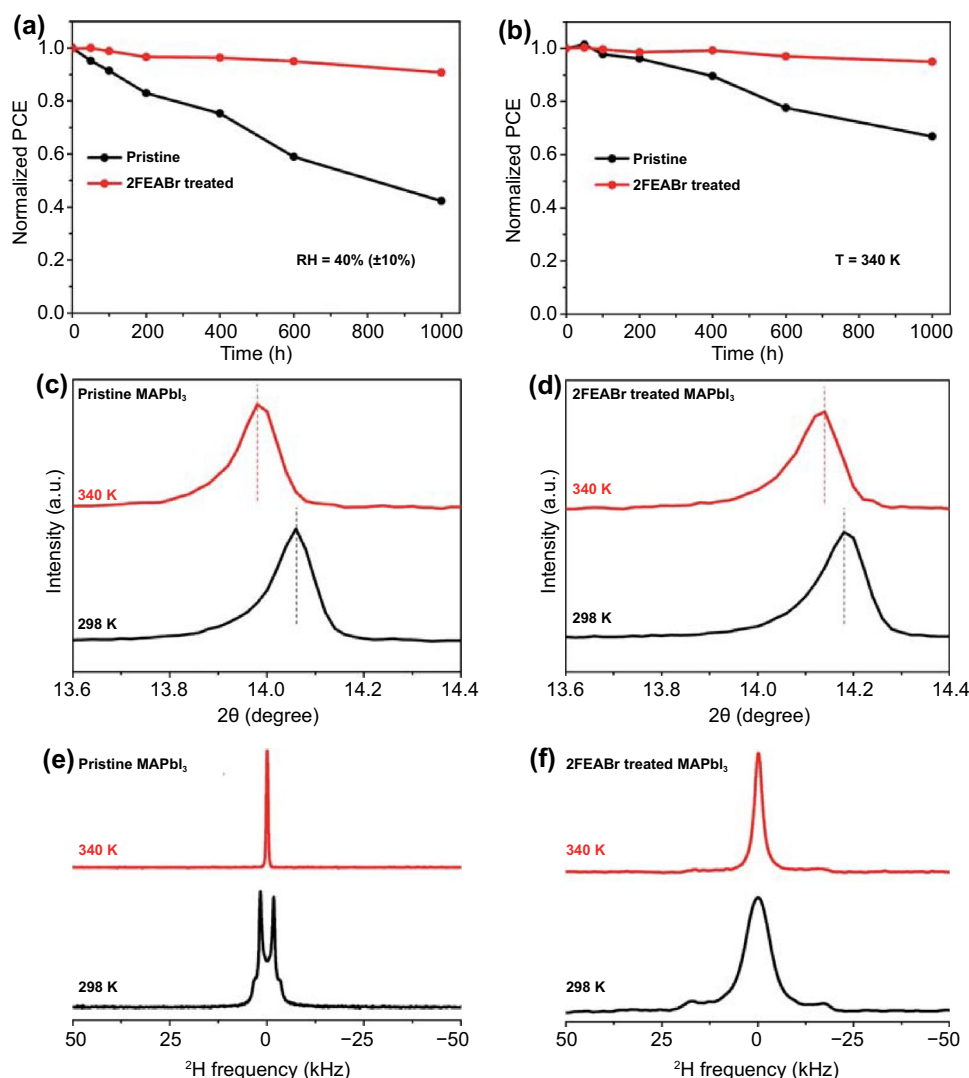 (a)
1.0
0.8
0.6
0.4
0.2
0.0
Normalized PCE
Pristine
2FEABr treated
RH = 40% (±10%)
0 200 400 600 800 1000
Time (h)
(b)
1.0
0.8
0.6
0.4
0.2
0.0
Normalized PCE
Pristine
2FEABr treated
T = 340 K
0 200 400 600 800 1000
Time (h)
(c)
Pristine MAPbI₃
340 K
298 K
Intensity (a.u.)
13.6 13.8 14.0 14.2 14.4
2θ (degree)
(d)
2FEABr treated MAPbI₃
340 K
298 K
Intensity (a.u.)
13.6 13.8 14.0 14.2 14.4
2θ (degree)
(e)
Pristine MAPbI₃
340 K
298 K
50 25 0 −25 −50
²H frequency (kHz)
(f)
2FEABr treated MAPbI₃
340 K
298 K
50 25 0 −25 −50
²H frequency (kHz)